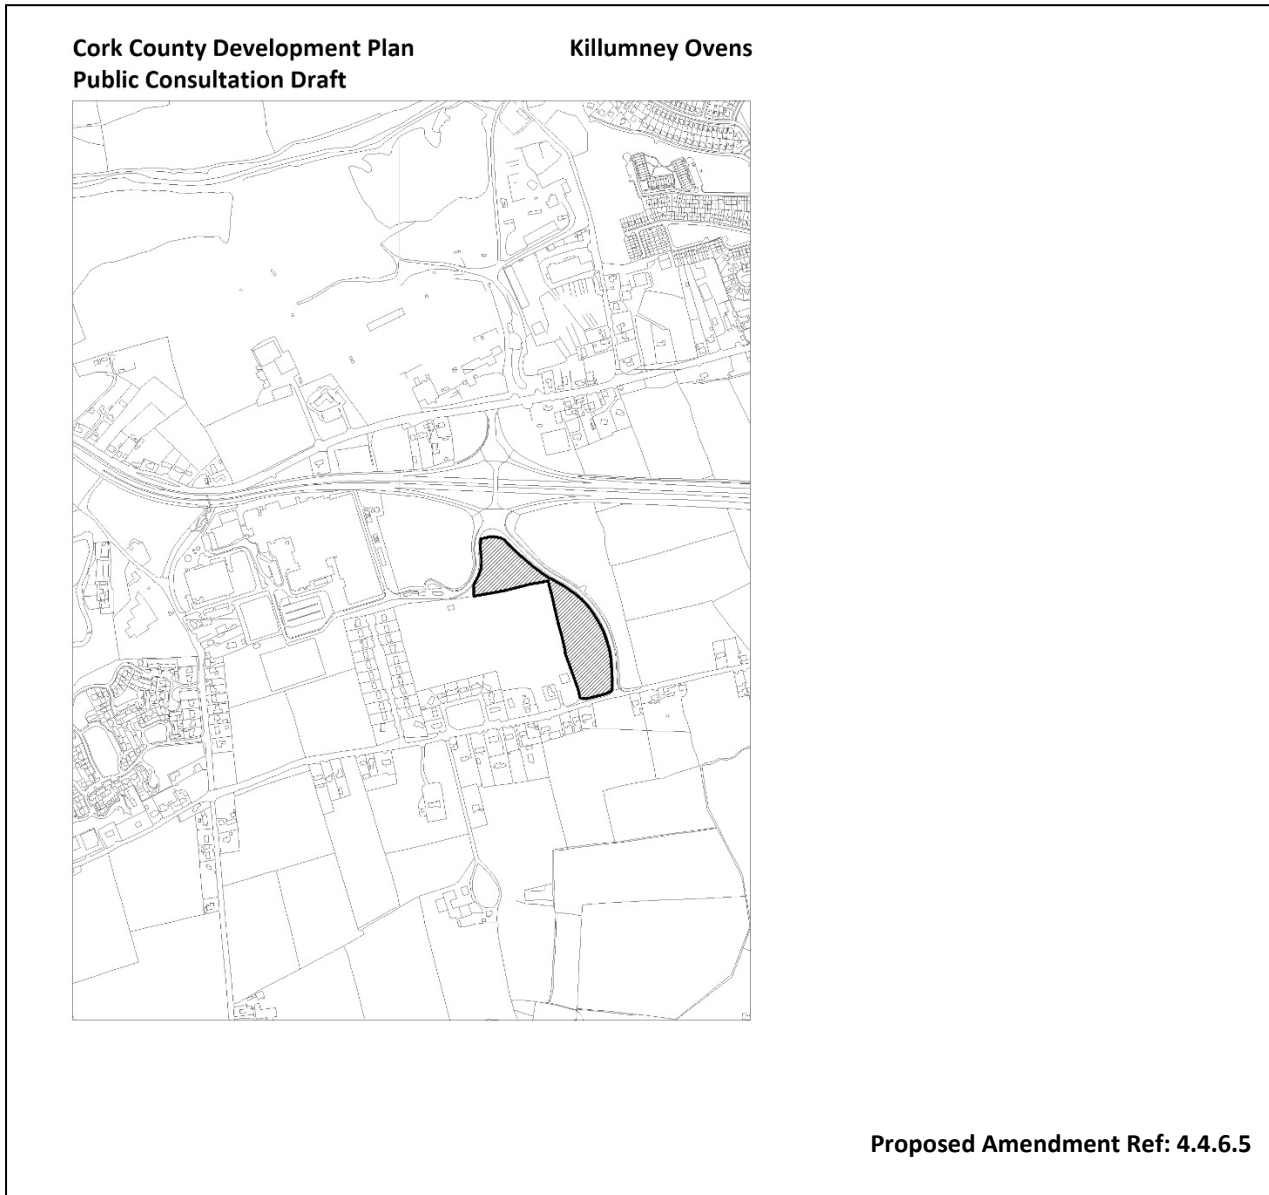 Cork County Development Plan
Killumney Ovens
Public Consultation Draft
Proposed Amendment Ref: 4.4.6.5